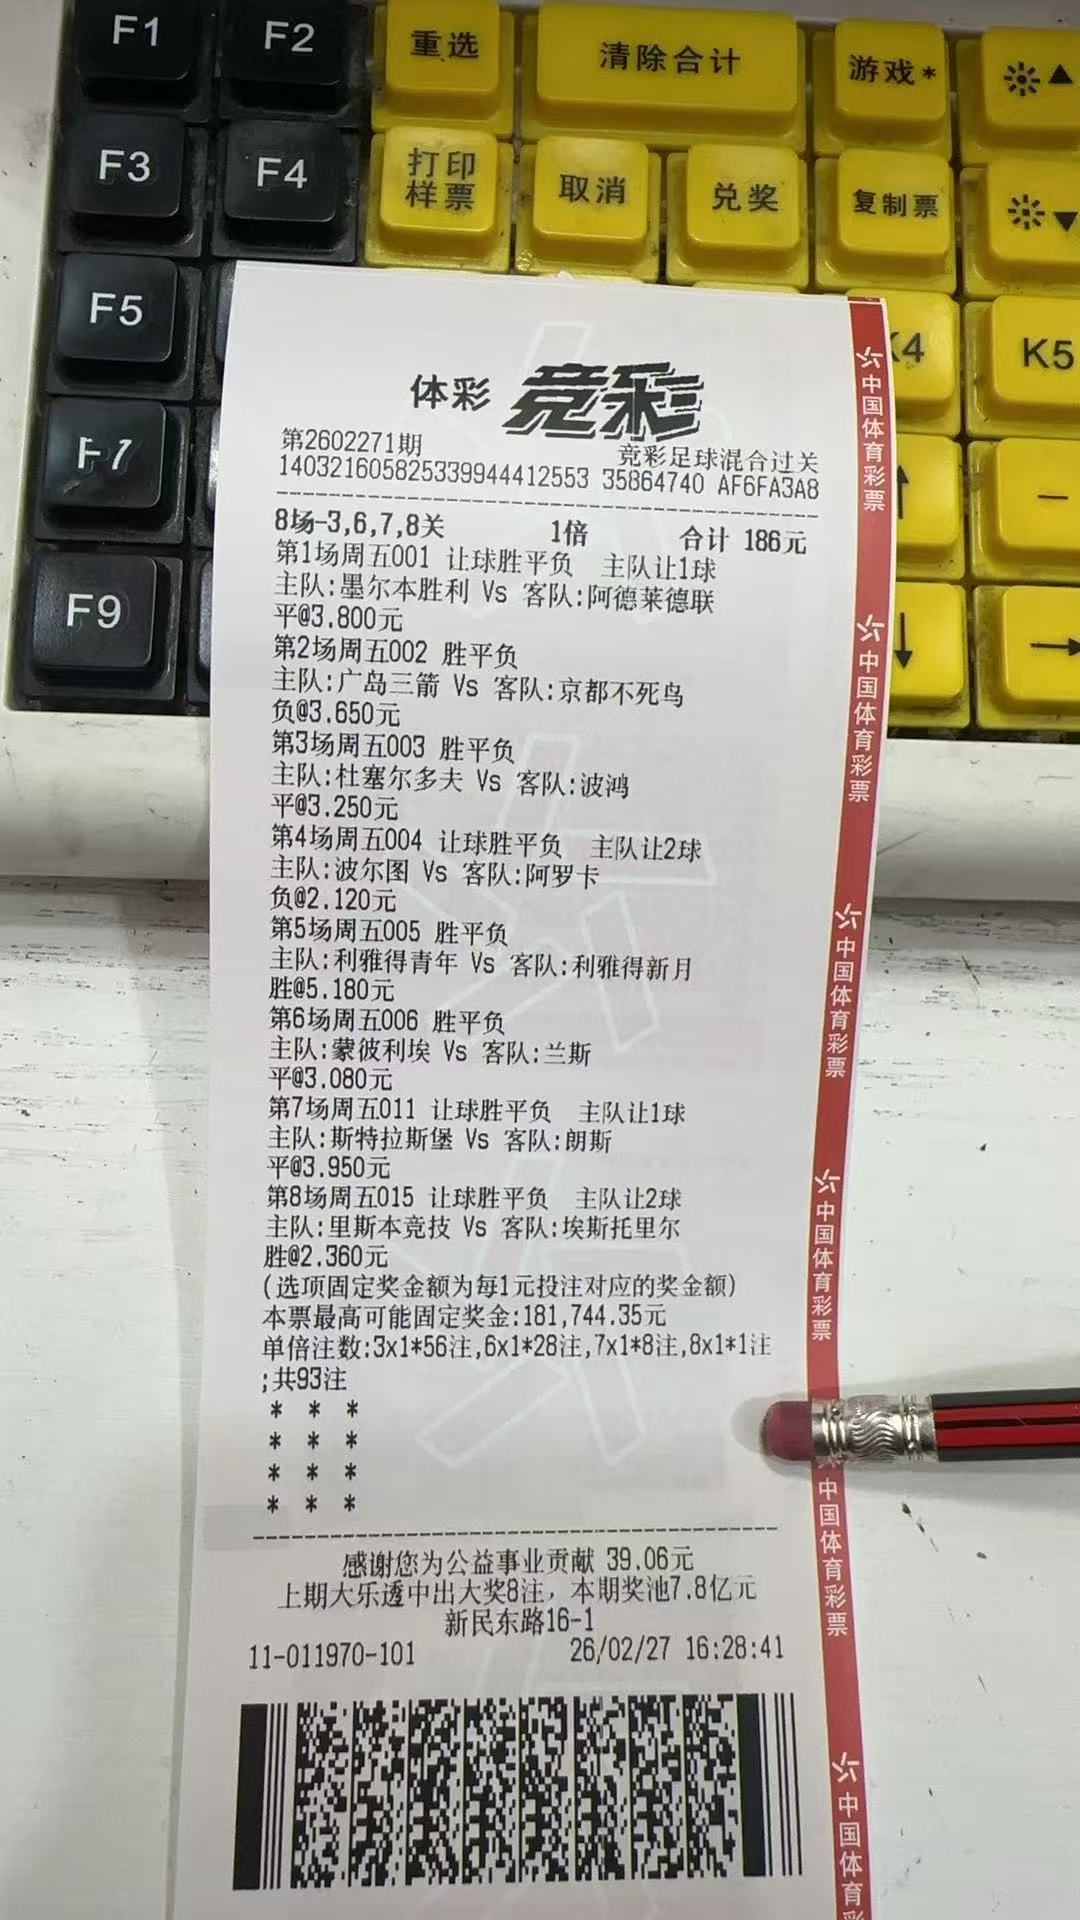 F1
F2
重选
清除合计
游戏*
F3
F4
打印
样票
取消
兑奖
复制票
F5
K4
K5
F7
F9
体彩 竞彩
第2602271期
竞彩足球混合过关
140321605825339944412553 35864740 AF6FA3A8
8场-3,6,7,8关 1倍 合计 186元
第1场周五001 让球胜平负 主队让1球
主队:墨尔本胜利 Vs 客队:阿德莱德联
平@3.800元
第2场周五002 胜平负
主队:广岛三箭 Vs 客队:京都不死鸟
负@3.650元
第3场周五003 胜平负
主队:杜塞尔多夫 Vs 客队:波鸿
平@3.250元
第4场周五004 让球胜平负 主队让2球
主队:波尔图 Vs 客队:阿罗卡
负@2.120元
第5场周五005 胜平负
主队:利雅得青年 Vs 客队:利雅得新月
胜@5.180元
第6场周五006 胜平负
主队:蒙彼利埃 Vs 客队:兰斯
平@3.080元
第7场周五011 让球胜平负 主队让1球
主队:斯特拉斯堡 Vs 客队:朗斯
平@3.950元
第8场周五015 让球胜平负 主队让2球
主队:里斯本竞技 Vs 客队:埃斯托里尔
胜@2.360元
(选项固定奖金额为每1元投注对应的奖金额)
本票最高可能固定奖金:181,744.35元
单倍注数:3x1*56注,6x1*28注,7x1*8注,8x1*1注
;共93注
* * *
* * *
* * *
* * *
感谢您为公益事业贡献 39.06元
上期大乐透中出大奖8注，本期奖池7.8亿元
新民东路16-1
11-011970-101 26/02/27 16:28:41
中国体育彩票
中国体育彩票
中国体育彩票
中国体育彩票
中国体育彩票
中国体育彩